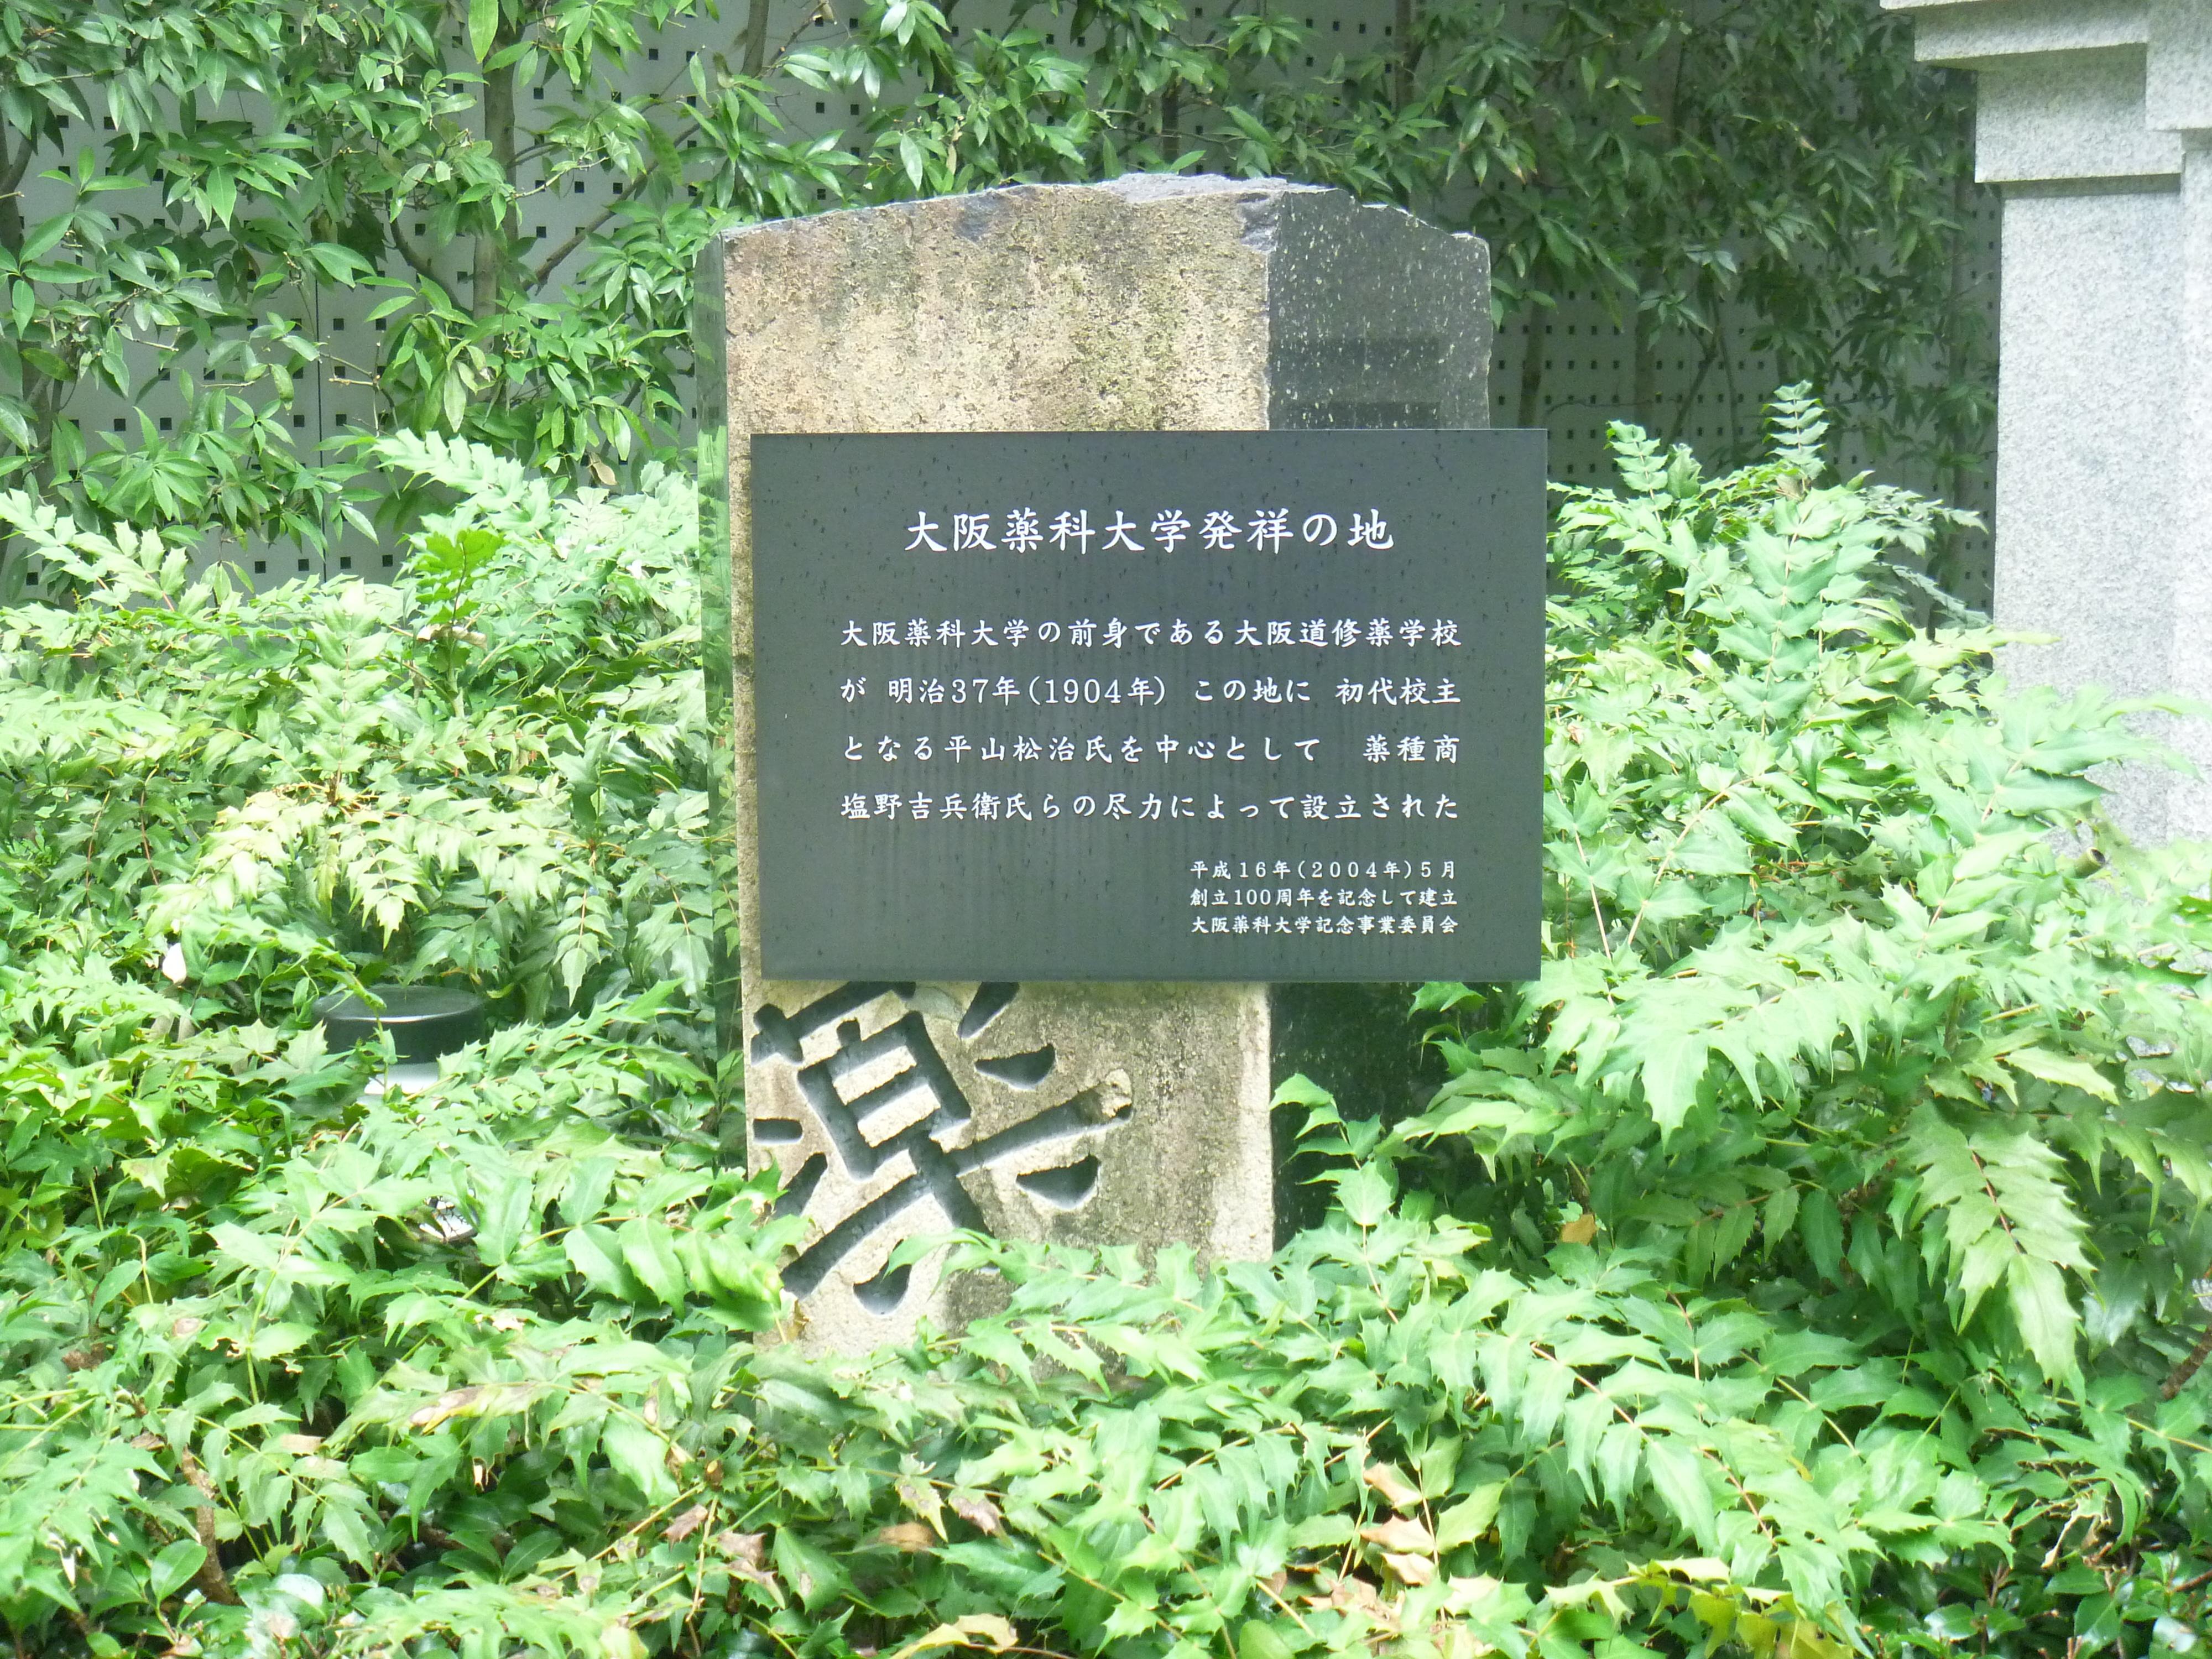 大阪薬科大学発祥の地
大阪薬科大学の前身である大阪道修薬学校
が 明治37年(1904年) この地に 初代校主
となる平山松治氏を中心として 薬種商
塩野吉兵衛氏らの尽力によって設立された
平成16年(2004年)5月
創立100周年を記念して建立
大阪薬科大学記念事業委員会
薬